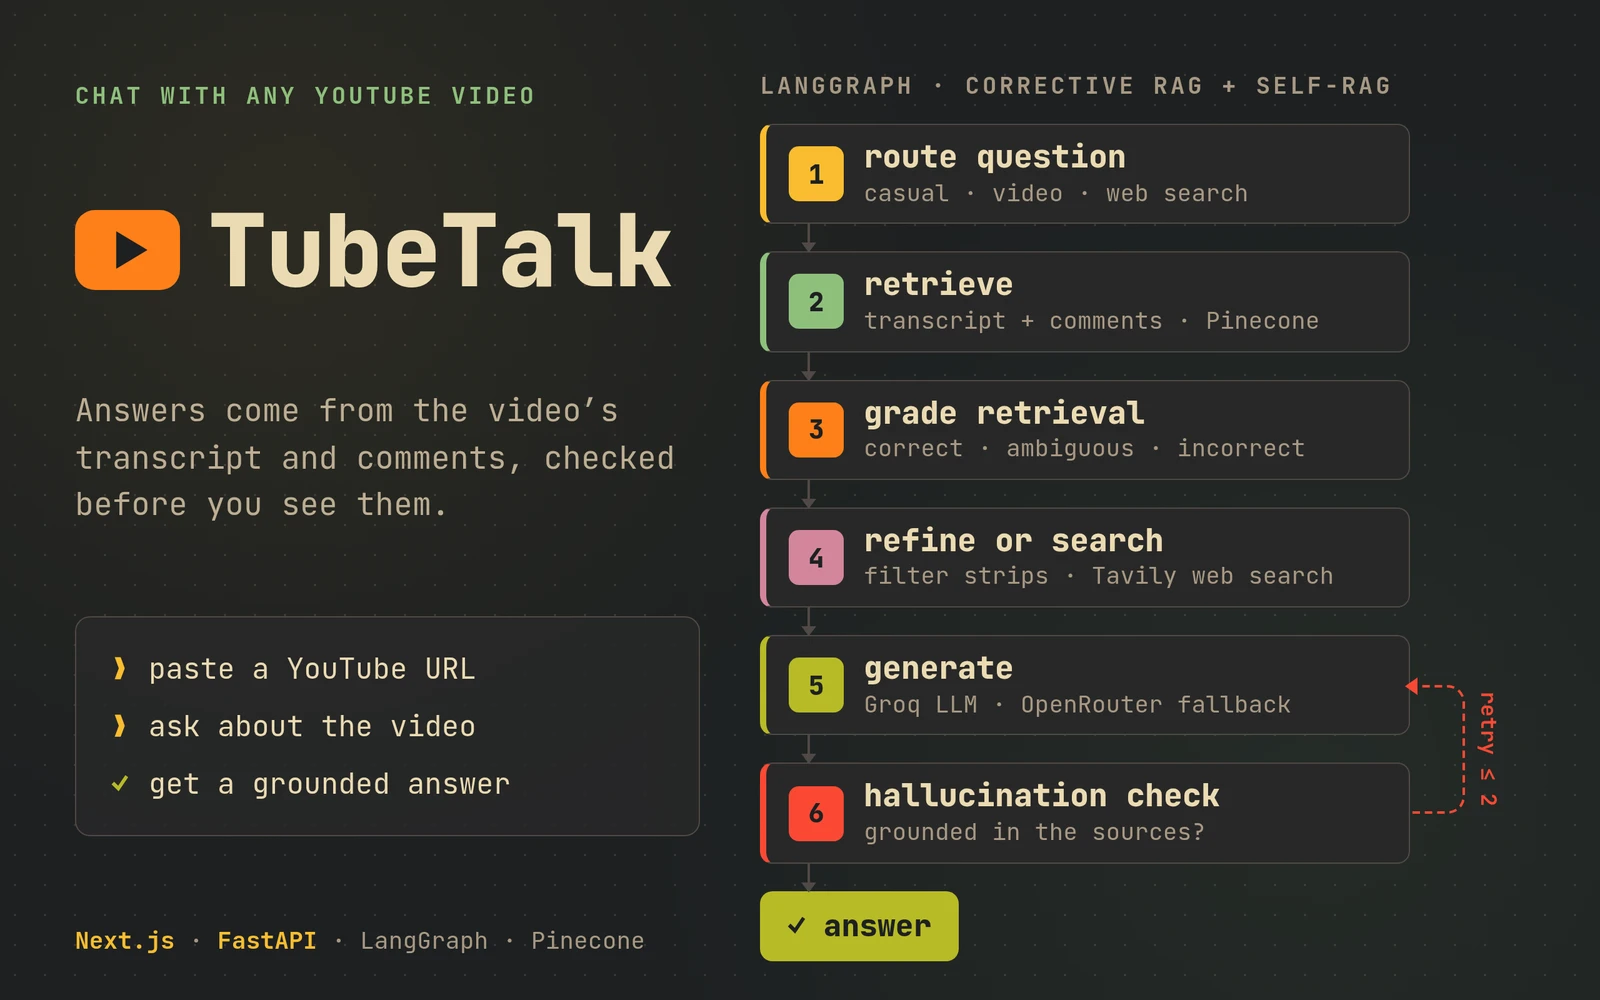 CHAT WITH ANY YOUTUBE VIDEO
TubeTalk
Answers come from the video’s
transcript and comments, checked
before you see them.
❯ paste a YouTube URL
❯ ask about the video
✓ get a grounded answer
Next.js · FastAPI · LangGraph · Pinecone
LANGGRAPH · CORRECTIVE RAG + SELF-RAG
1
route question
casual · video · web search
2
retrieve
transcript + comments · Pinecone
3
grade retrieval
correct · ambiguous · incorrect
4
refine or search
filter strips · Tavily web search
5
generate
Groq LLM · OpenRouter fallback
6
hallucination check
grounded in the sources?
retry ≤ 2
✓ answer